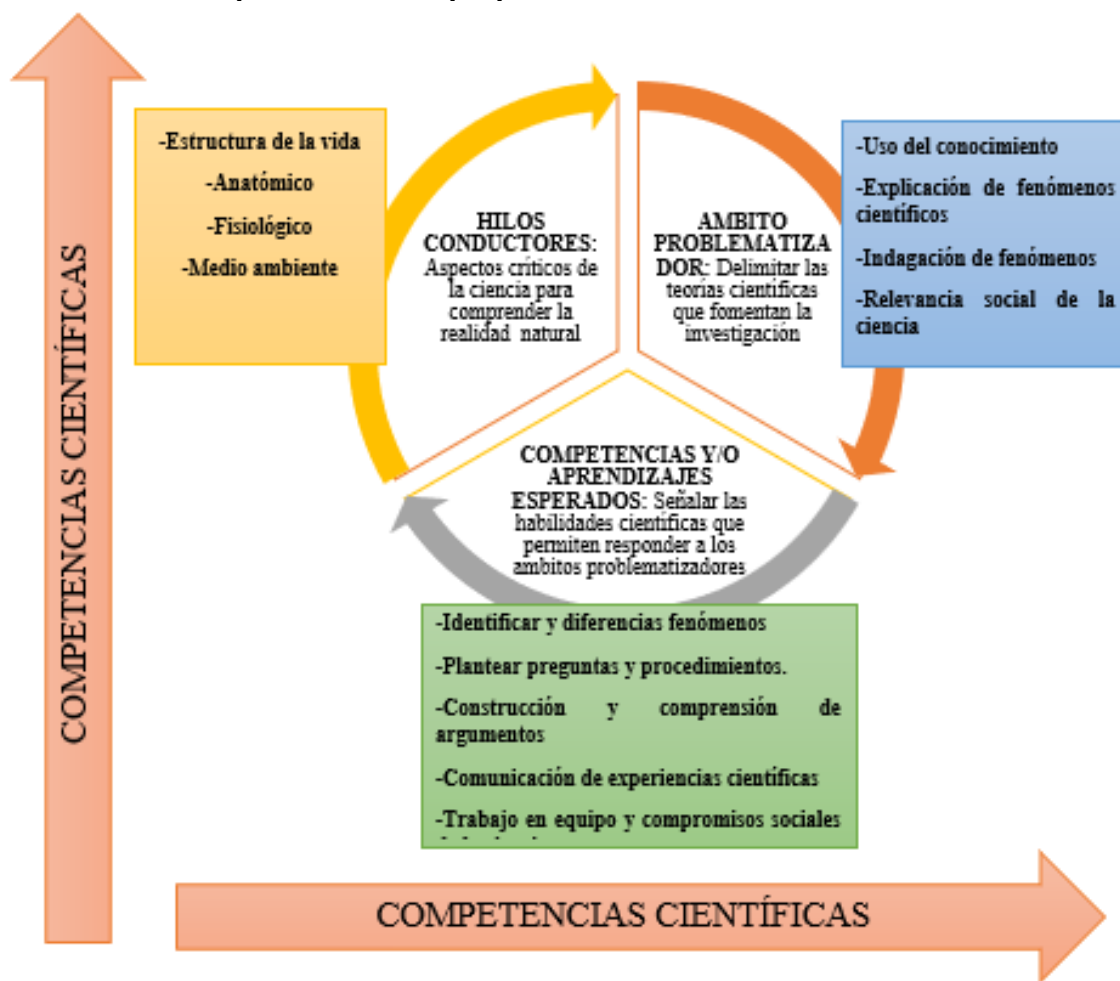 COMPETENCIAS CIENTÍFICAS
-Estructura de la vida
-Anatómico
-Fisiológico
-Medio ambiente
HILOS
CONDUCTORES:
Aspectos críticos de
la ciencia para
comprender la
realidad natural
AMBITO
PROBLEMATIZA
DOR: Delimitar las
teorías científicas
que fomentan la
investigación
-Uso del conocimiento
-Explicación de fenómenos
científicos
-Indagación de fenómenos
-Relevancia social de la
ciencia
COMPETENCIAS Y/O
APRENDIZAJES
ESPERADOS: Señalar las
habilidades científicas que
permiten responder a los
ambitos problematizadores
-Identificar y diferencias fenómenos
-Plantear preguntas y procedimientos.
-Construcción y comprensión de
argumentos
-Comunicación de experiencias científicas
-Trabajo en equipo y compromisos sociales
COMPETENCIAS CIENTÍFICAS